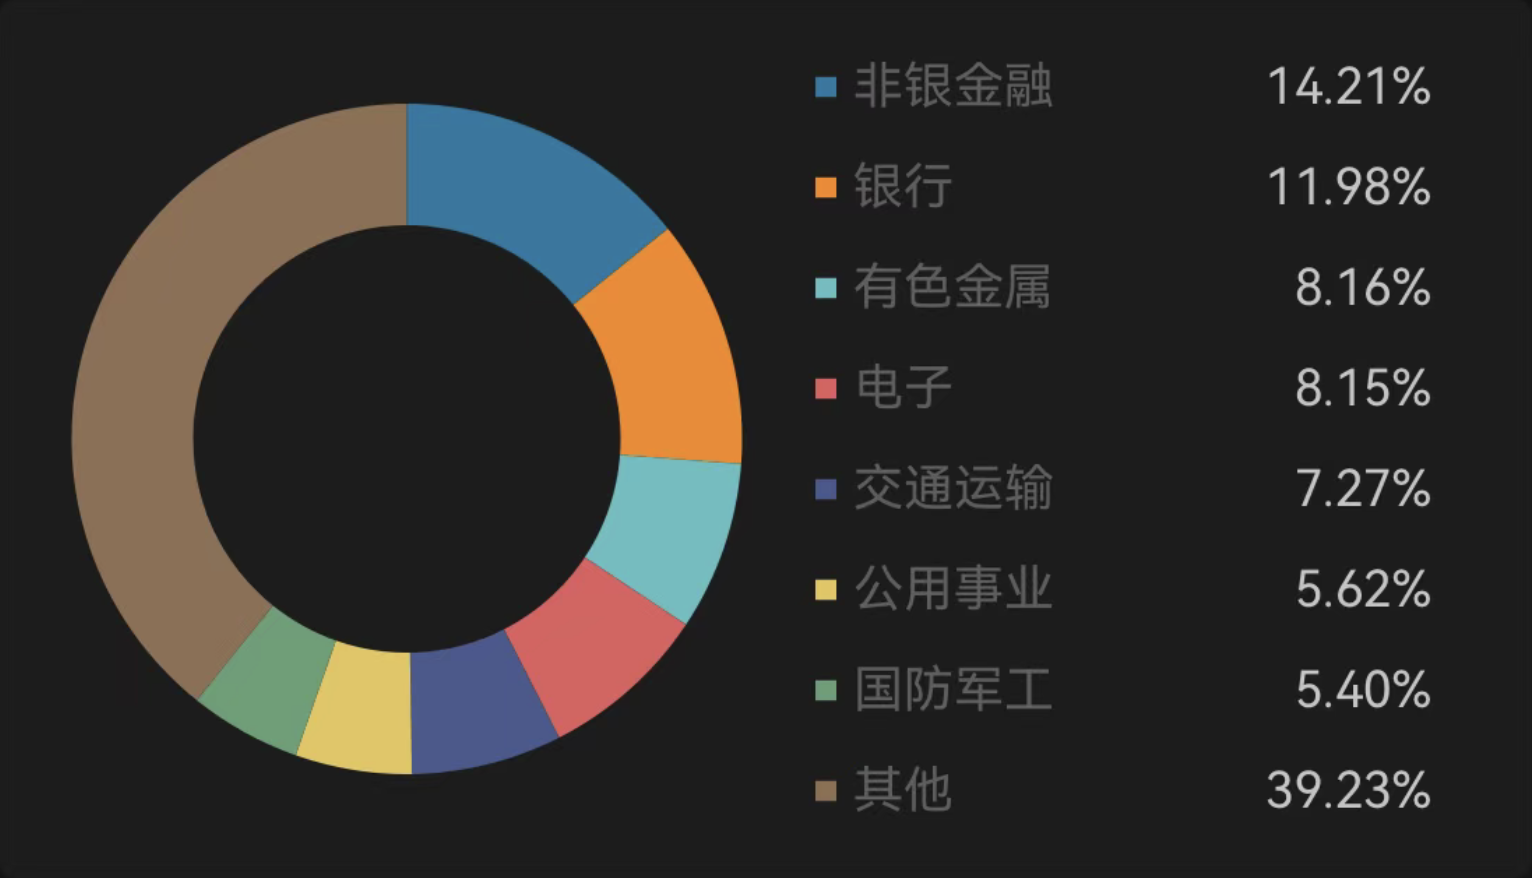 非银金融 14.21%
银行 11.98%
有色金属 8.16%
电子 8.15%
交通运输 7.27%
公用事业 5.62%
国防军工 5.40%
其他 39.23%